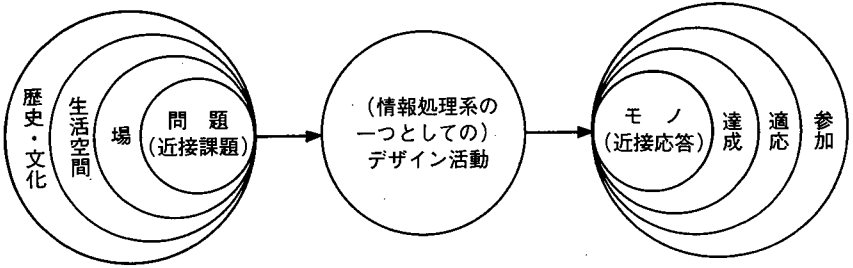 歴史・文化
生活空間
場
問 題
(近接課題)
(情報処理系の
一つとしての)
デザイン活動
モ ノ
(近接応答)
達成
適応
参加